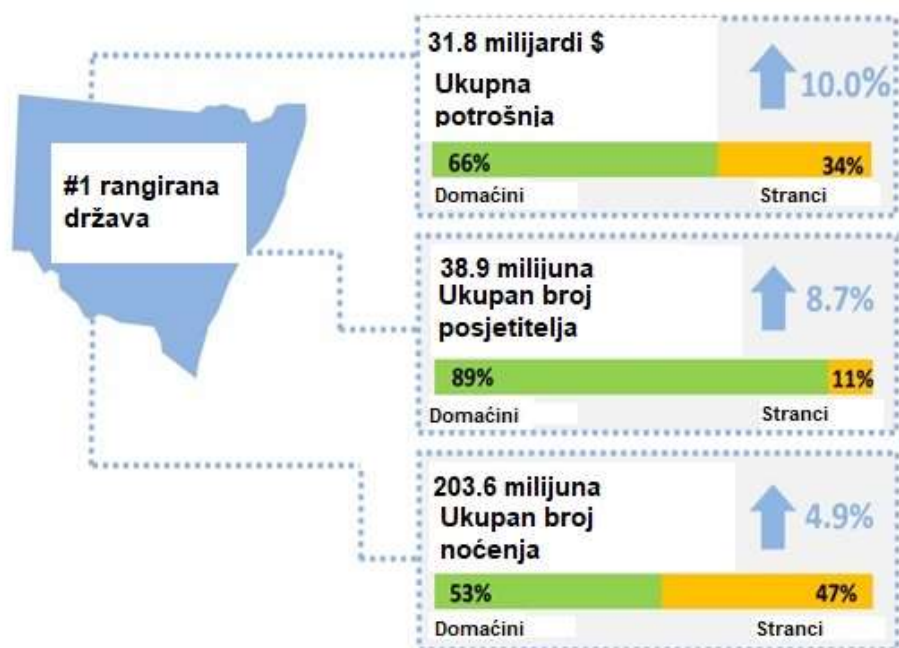 #1 rangirana
država
31.8 milijardi $
Ukupna
potrošnja
10.0%
66%
34%
Domaćini
Stranci
38.9 milijuna
Ukupan broj
posjetitelja
8.7%
89%
11%
Domaćini
Stranci
203.6 milijuna
Ukupan broj
noćenja
4.9%
53%
47%
Domaćini
Stranci